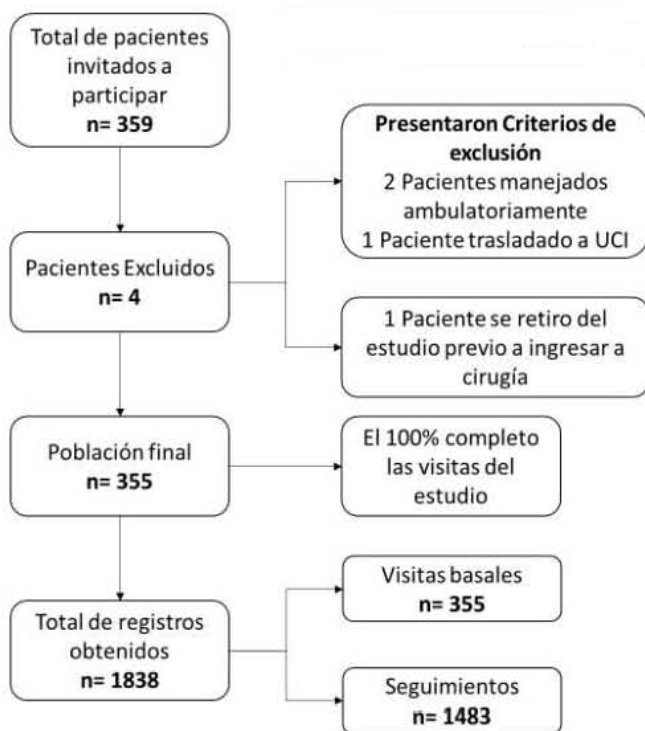 Total de pacientes
invitados a
participar
n= 359
Presentaron Criterios de
exclusión
2 Pacientes manejados
ambulatoriamente
1 Paciente trasladado a UCI
Pacientes Excluidos
n= 4
1 Paciente se retiro del
estudio previo a ingresar a
cirugía
Población final
n= 355
El 100% completo
las visitas del
estudio
Total de registros
obtenidos
n= 1838
Visitas basales
n= 355
Seguimientos
n= 1483